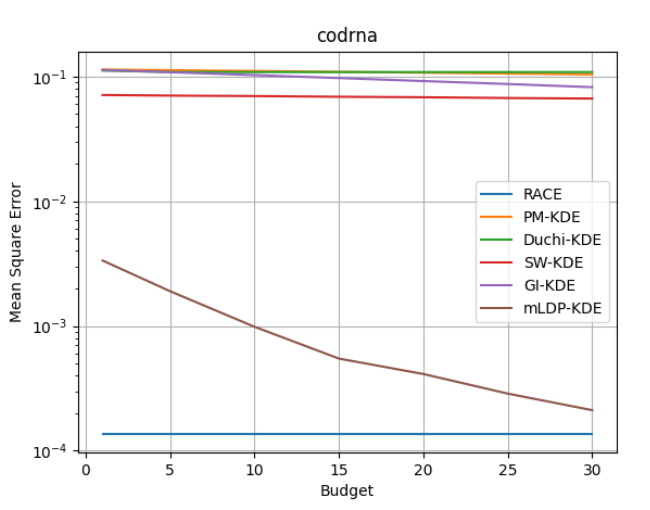 codrna
Mean Square Error
10⁻¹
10⁻²
10⁻³
10⁻⁴
RACE
PM-KDE
Duchi-KDE
SW-KDE
GI-KDE
mLDP-KDE
0 5 10 15 20 25 30
Budget